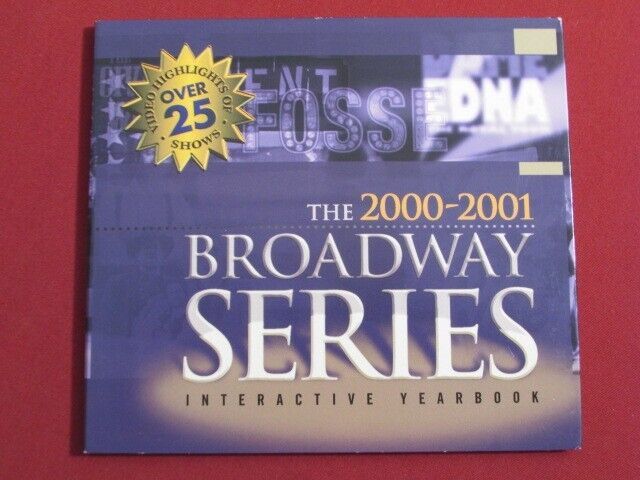 VIDEO HIGHLIGHTS OF
OVER
25
SHOWS
FOSSE
DNA
THE 2000-2001
BROADWAY
SERIES
INTERACTIVE YEARBOOK